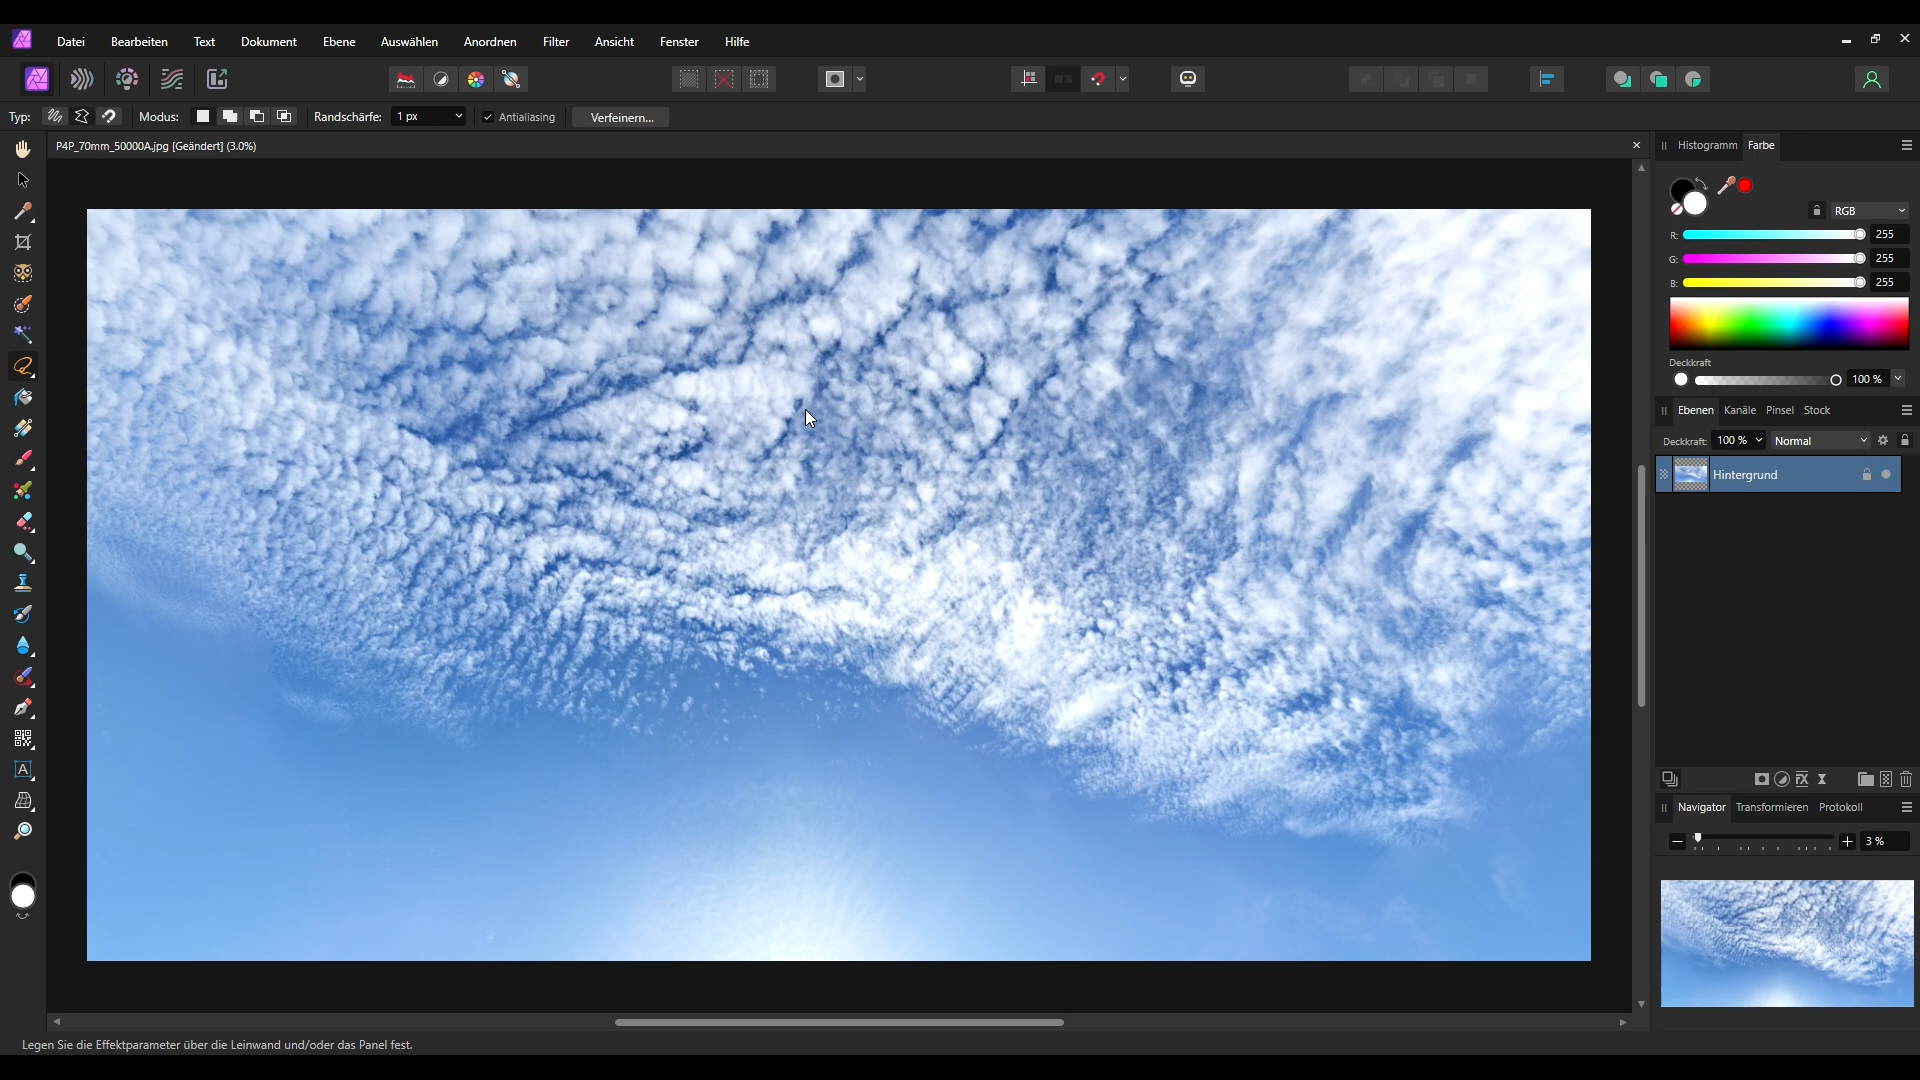 Datei Bearbeiten Text Dokument Ebene Auswählen Anordnen Filter Ansicht Fenster Hilfe
Typ: Modus: Randschärfe: 1 px Antialiasing Verfeinern...
P4P_70mm_50000A.jpg [Geändert] (3.0%)
Histogramm Farbe
RGB
R: 255
G: 255
B: 255
Deckkraft
100 %
Ebenen Kanäle Pinsel Stock
Deckkraft: 100 % Normal
Hintergrund
Navigator Transformieren Protokoll
3 %
Legen Sie die Effektparameter über die Leinwand und/oder das Panel fest.